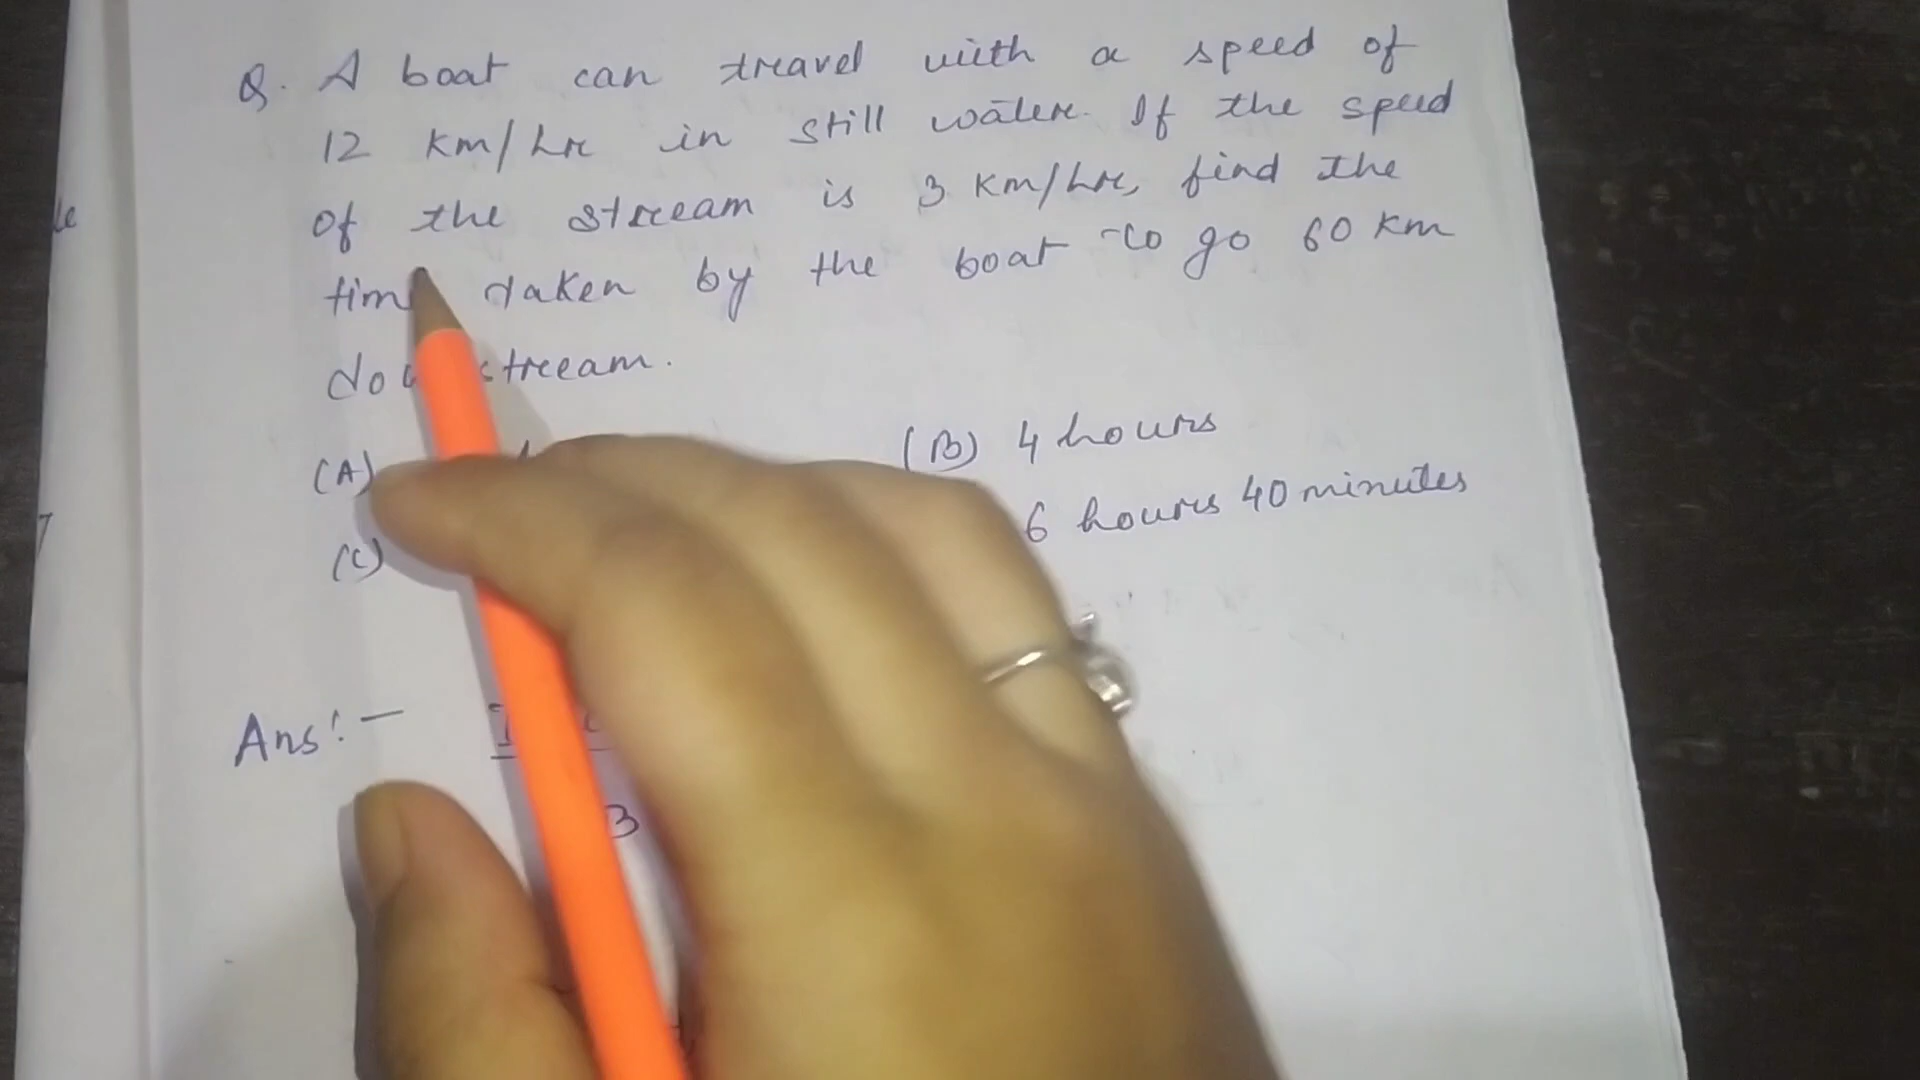 Q. A boat can travel with a speed of
12 km/hr in still water. If the speed
of the stream is 3 km/hr, find the
time taken by the boat to go 60 km
downstream.
(A)
(B) 4 hours
(C)
6 hours 40 minutes
Ans:-
B